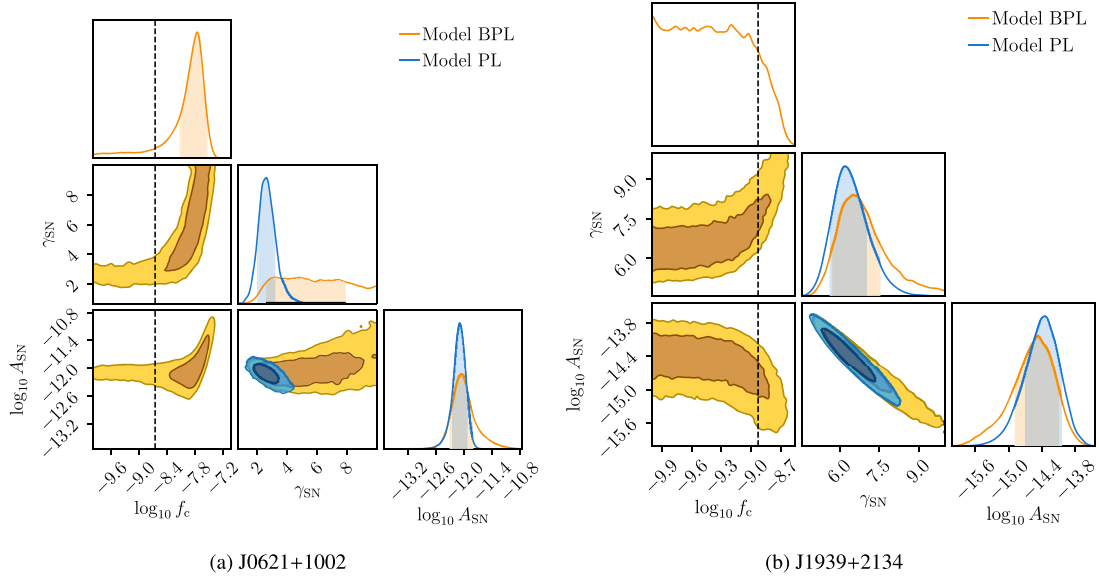 Model BPL
Model PL
γSN
8
6
4
2
log10 ASN
−10.8
−11.4
−12.0
−12.6
−13.2
−9.6 −9.0 −8.4 −7.8 −7.2
log10 fc
2 4 6 8
γSN
−13.2 −12.6 −12.0 −11.4 −10.8
log10 ASN
(a) J0621+1002
Model BPL
Model PL
γSN
9.0
7.5
6.0
log10 ASN
−13.8
−14.4
−15.0
−15.6
−9.9 −9.6 −9.3 −9.0 −8.7
log10 fc
6.0 7.5 9.0
γSN
−15.6 −15.0 −14.4 −13.8
log10 ASN
(b) J1939+2134